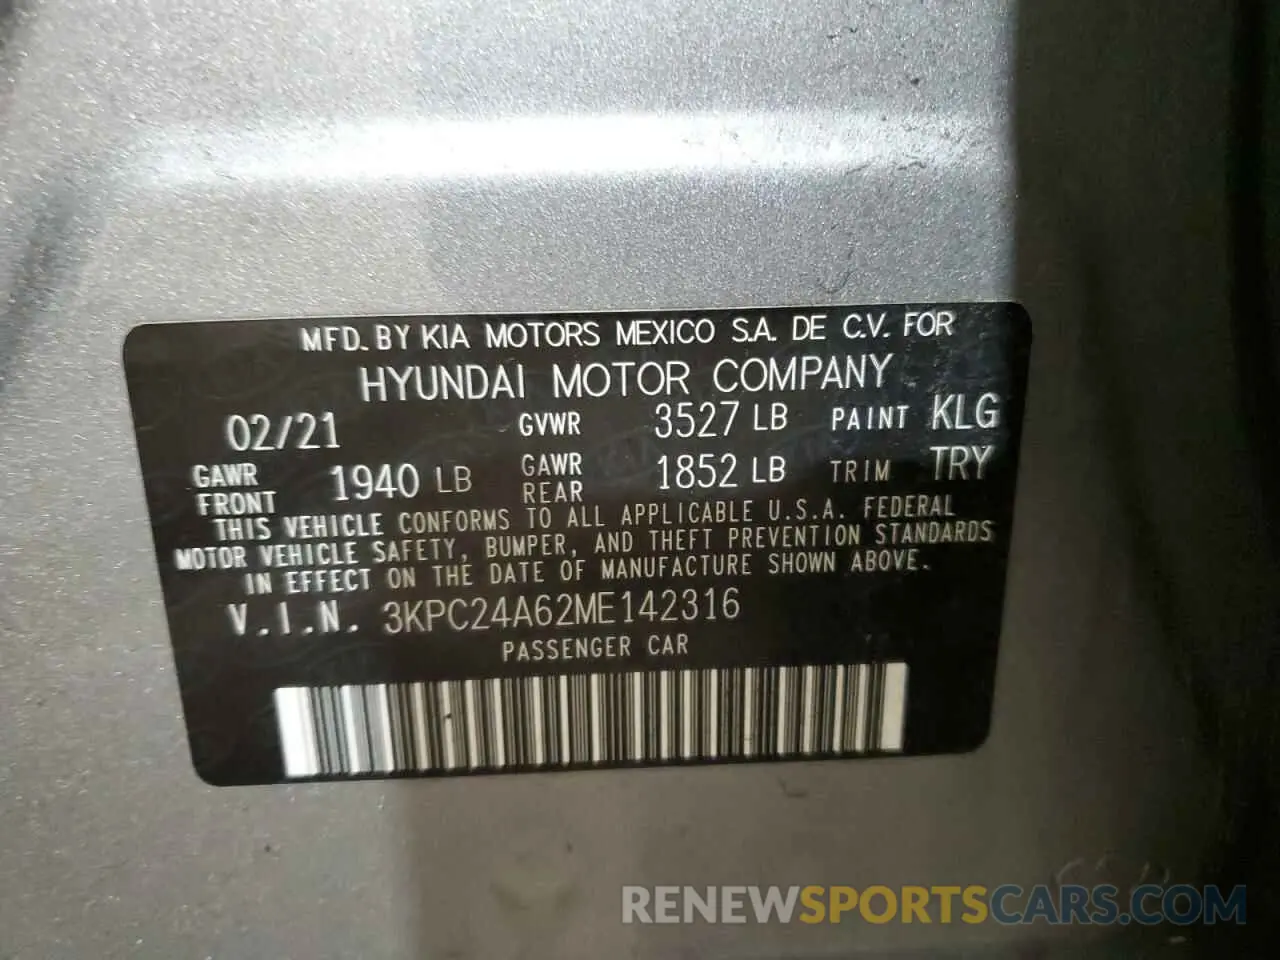 MFD. BY KIA MOTORS MEXICO S.A. DE C.V. FOR
HYUNDAI MOTOR COMPANY
02/21 GVWR 3527 LB PAINT KLG
GAWR FRONT 1940 LB GAWR REAR 1852 LB TRIM TRY
THIS VEHICLE CONFORMS TO ALL APPLICABLE U.S.A. FEDERAL
MOTOR VEHICLE SAFETY, BUMPER, AND THEFT PREVENTION STANDARDS
IN EFFECT ON THE DATE OF MANUFACTURE SHOWN ABOVE.
V.I.N. 3KPC24A62ME142316
PASSENGER CAR
RENEWSPORTSCARS.COM